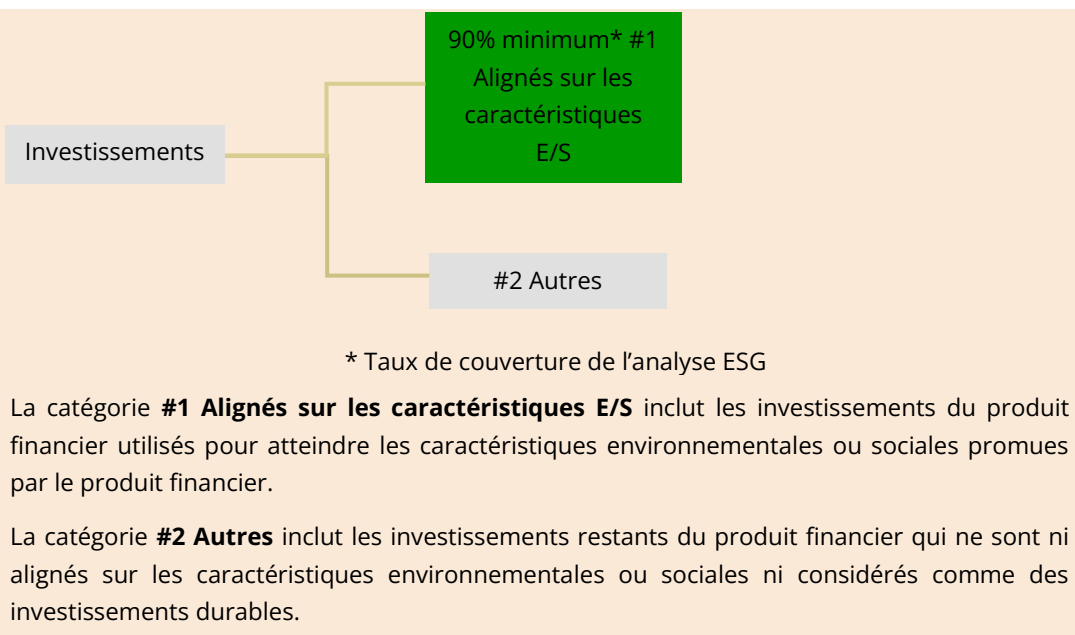 90% minimum* #1
Alignés sur les
caractéristiques
E/S
Investissements
#2 Autres
* Taux de couverture de l’analyse ESG
La catégorie #1 Alignés sur les caractéristiques E/S inclut les investissements du produit
financier utilisés pour atteindre les caractéristiques environnementales ou sociales promues
par le produit financier.
La catégorie #2 Autres inclut les investissements restants du produit financier qui ne sont ni
alignés sur les caractéristiques environnementales ou sociales ni considérés comme des
investissements durables.